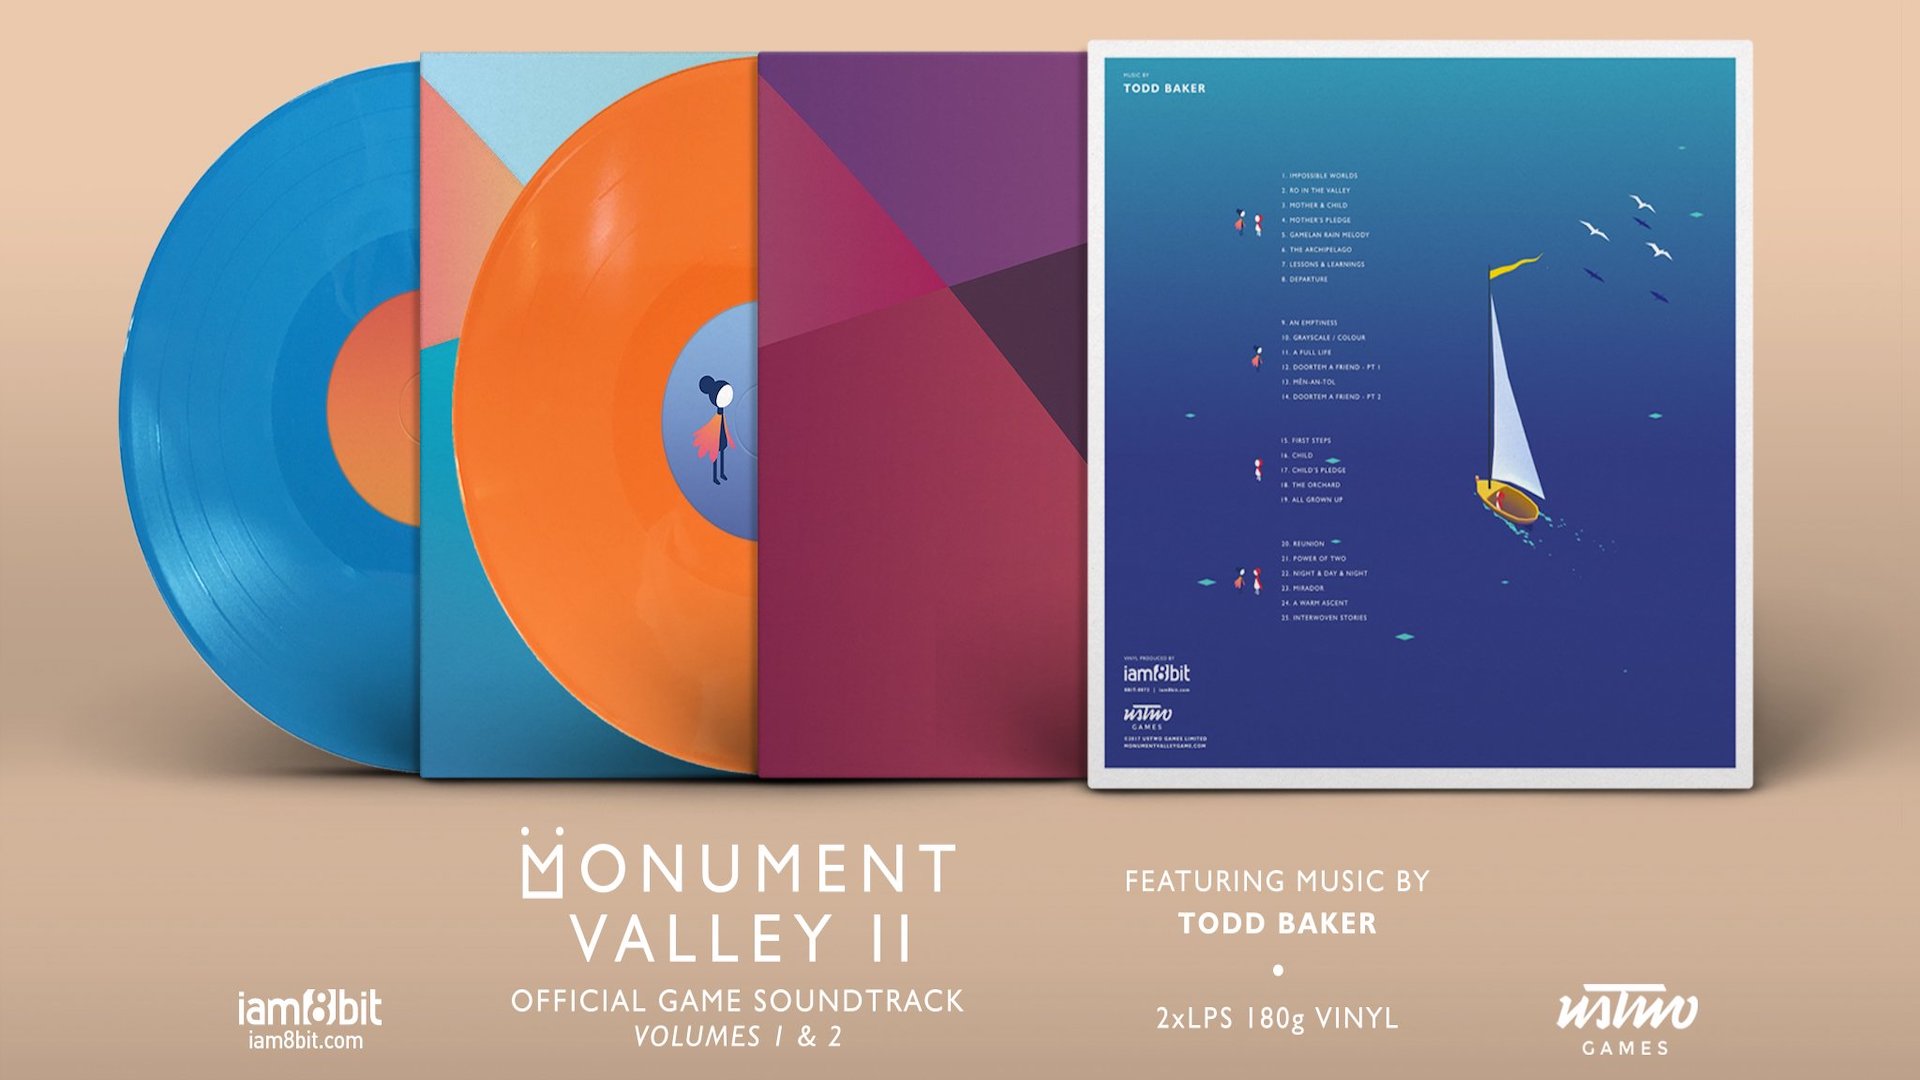 MUSIC BY
TODD BAKER
1. IMPOSSIBLE WORLDS
2. RO IN THE VALLEY
3. MOTHER & CHILD
4. MOTHER'S PLEDGE
5. GAMELAN RAIN MELODY
6. THE ARCHIPELAGO
7. LESSONS & LEARNINGS
8. DEPARTURE
9. AN EMPTINESS
10. GRAYSCALE / COLOUR
11. A FULL LIFE
12. DOORTEM A FRIEND - PT 1
13. MÊN-AN-TOL
14. DOORTEM A FRIEND - PT 2
15. FIRST STEPS
16. CHILD
17. CHILD'S PLEDGE
18. THE ORCHARD
19. ALL GROWN UP
20. REUNION
21. POWER OF TWO
22. NIGHT & DAY & NIGHT
23. MIRADOR
24. A WARM ASCENT
25. INTERWOVEN STORIES
VINYL PRODUCED BY
iam8bit
| iam8bit.com
ustwo
GAMES
©2017 USTWO GAMES LIMITED
MONUMENTVALLEYGAME.COM
MONUMENT
VALLEY II
OFFICIAL GAME SOUNDTRACK
VOLUMES 1 & 2
FEATURING MUSIC BY
TODD BAKER
•
2xLPS 180g VINYL
iam8bit
iam8bit.com
ustwo
GAMES